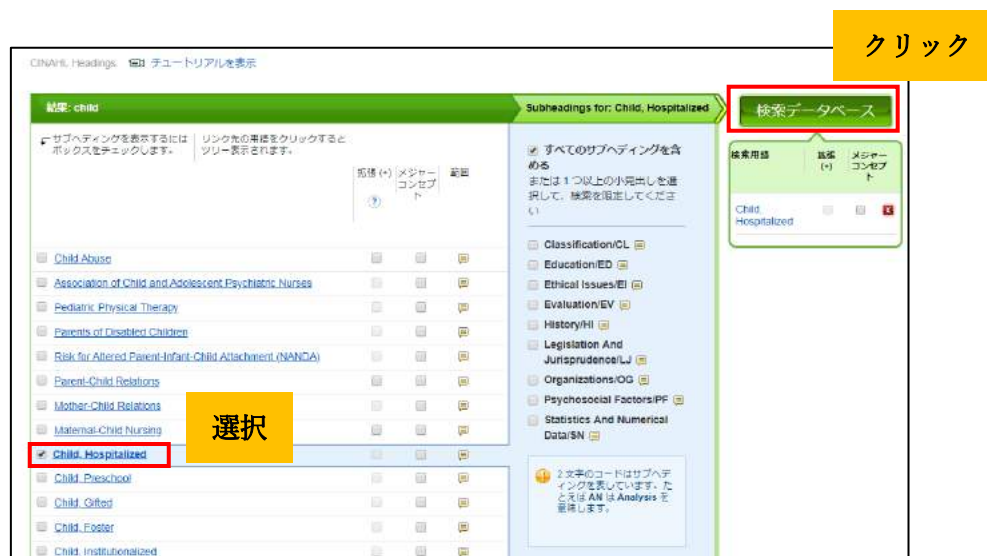 クリック
CINAHL Headings チュートリアルを表示
結果: child
Subheadings for: Child, Hospitalized
検索データベース
サブヘディングを表示するには
ボックスをチェックします。
リンク先の用語をクリックすると
ツリー表示されます。
拡張 (+)
メジャー
コンセプ
ト
範囲
すべてのサブヘディングを含
める
または 1 つ以上の小見出しを選
択して、検索を限定してくださ
い
検索用語
拡張
(+)
メジャー
コンセプ
ト
Child,
Hospitalized
Child Abuse
Association of Child and Adolescent Psychiatric Nurses
Pediatric Physical Therapy
Parents of Disabled Children
Risk for Altered Parent-Infant-Child Attachment (NANDA)
Parent-Child Relations
Mother-Child Relations
Maternal-Child Nursing
選択
Child, Hospitalized
Child, Preschool
Child, Gifted
Child, Foster
Child, Institutionalized
Classification/CL
Education/ED
Ethical Issues/EI
Evaluation/EV
History/HI
Legislation And
Jurisprudence/LJ
Organizations/OG
Psychosocial Factors/PF
Statistics And Numerical
Data/SN
2 文字のコードはサブヘデ
ィングを表しています。た
とえば AN は Analysis を
意味します。